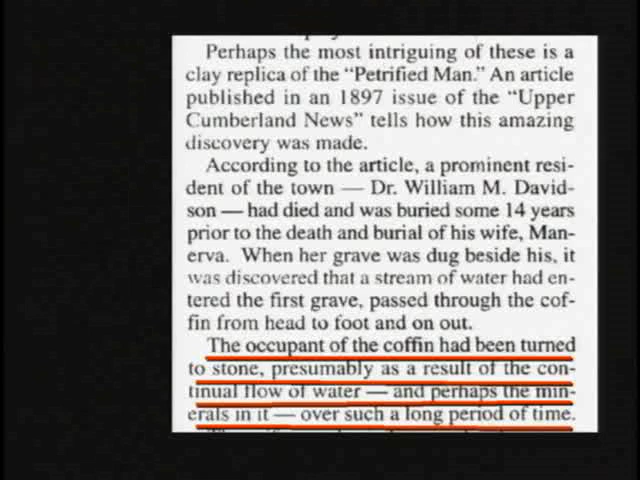 Perhaps the most intriguing of these is a
clay replica of the “Petrified Man.” An article
published in an 1897 issue of the “Upper
Cumberland News” tells how this amazing
discovery was made.
According to the article, a prominent resi-
dent of the town — Dr. William M. David-
son — had died and was buried some 14 years
prior to the death and burial of his wife, Man-
erva. When her grave was dug beside his, it
was discovered that a stream of water had en-
tered the first grave, passed through the cof-
fin from head to foot and on out.
The occupant of the coffin had been turned
to stone, presumably as a result of the con-
tinual flow of water — and perhaps the min-
erals in it — over such a long period of time.